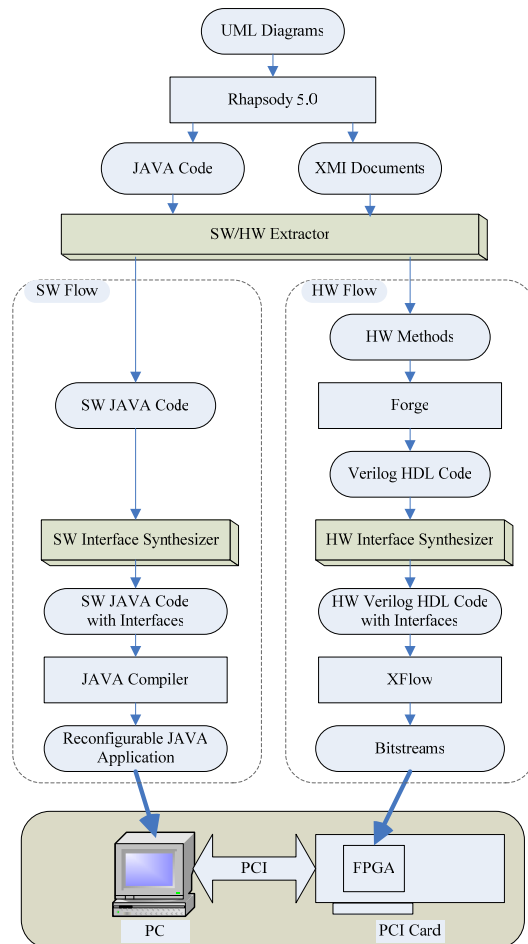 UML Diagrams
Rhapsody 5.0
JAVA Code
XMI Documents
SW/HW Extractor
SW Flow
HW Flow
HW Methods
SW JAVA Code
Forge
Verilog HDL Code
SW Interface Synthesizer
HW Interface Synthesizer
SW JAVA Code
with Interfaces
HW Verilog HDL Code
with Interfaces
JAVA Compiler
XFlow
Reconfigurable JAVA
Application
Bitstreams
PCI
FPGA
PC
PCI Card